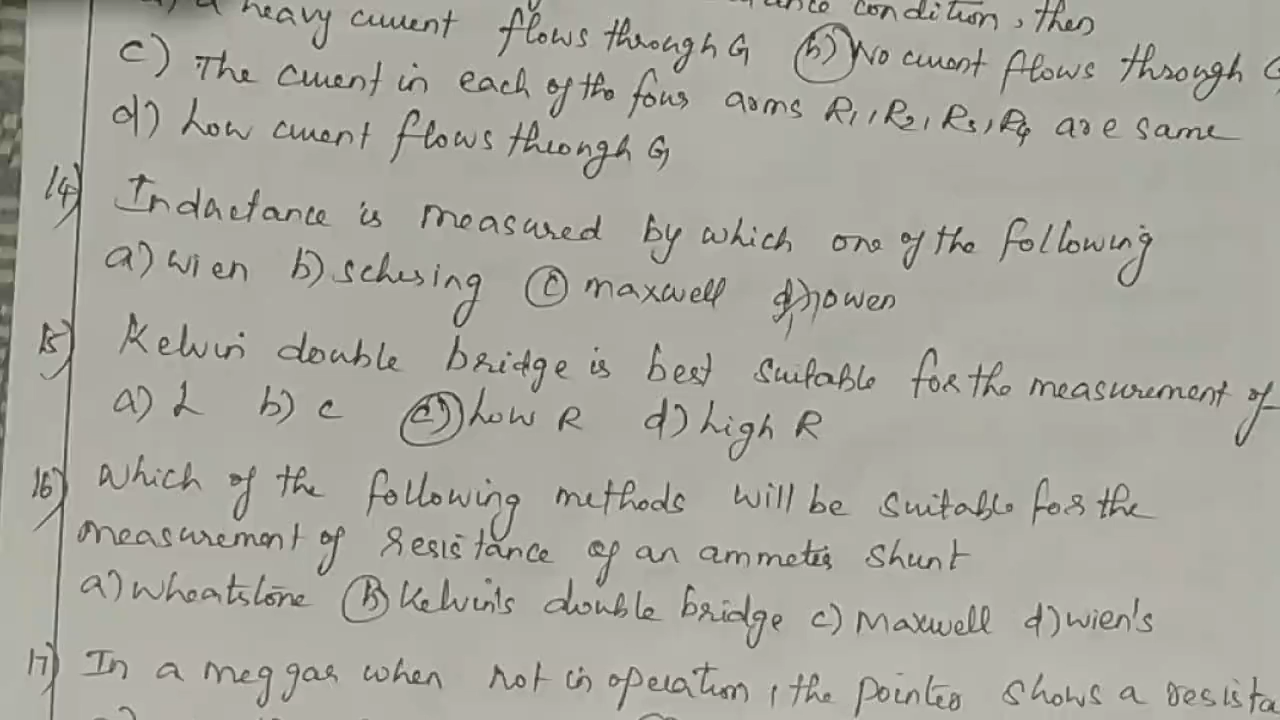 a heavy current flows through G (b) No current flows through G
condition, then
c) The current in each of the four arms R1, R2, R3, R4 are same
d) Low current flows through G
14) Inductance is measured by which one of the following
a) wien b) schering (c) maxwell d) owen
15) Kelvin double bridge is best suitable for the measurement of
a) L b) C (c) Low R d) high R
16) which of the following methods will be suitable for the
measurement of resistance of an ammeter shunt
a) wheatstone (B) Kelvin's double bridge c) Maxwell d) wien's
17) In a meggar when not in operation, the pointer shows a